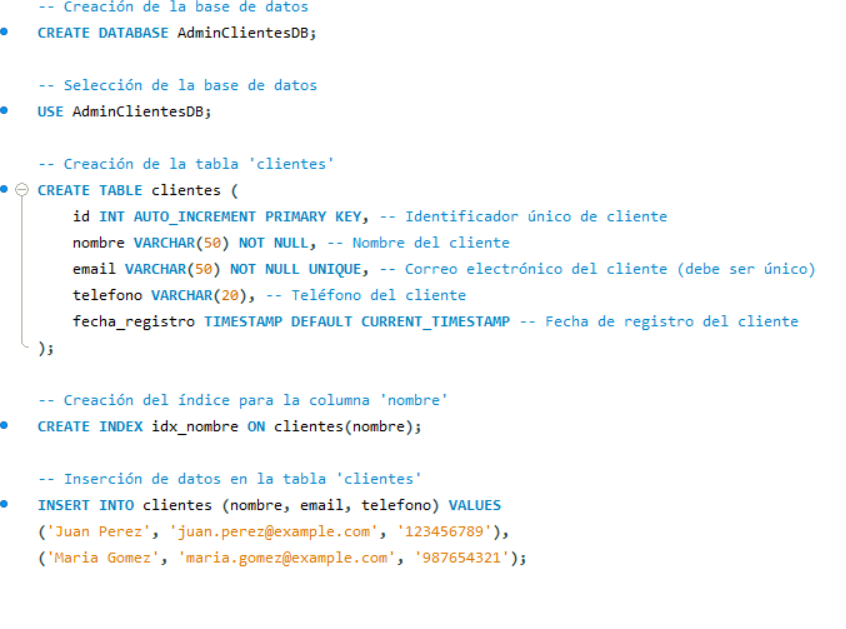 -- Creación de la base de datos
CREATE DATABASE AdminClientesDB;
-- Selección de la base de datos
USE AdminClientesDB;
-- Creación de la tabla 'clientes'
CREATE TABLE clientes (
id INT AUTO_INCREMENT PRIMARY KEY, -- Identificador único de cliente
nombre VARCHAR(50) NOT NULL, -- Nombre del cliente
email VARCHAR(50) NOT NULL UNIQUE, -- Correo electrónico del cliente (debe ser único)
telefono VARCHAR(20), -- Teléfono del cliente
fecha_registro TIMESTAMP DEFAULT CURRENT_TIMESTAMP -- Fecha de registro del cliente
);
-- Creación del índice para la columna 'nombre'
CREATE INDEX idx_nombre ON clientes(nombre);
-- Inserción de datos en la tabla 'clientes'
INSERT INTO clientes (nombre, email, telefono) VALUES
('Juan Perez', 'juan.perez@example.com', '123456789'),
('Maria Gomez', 'maria.gomez@example.com', '987654321');